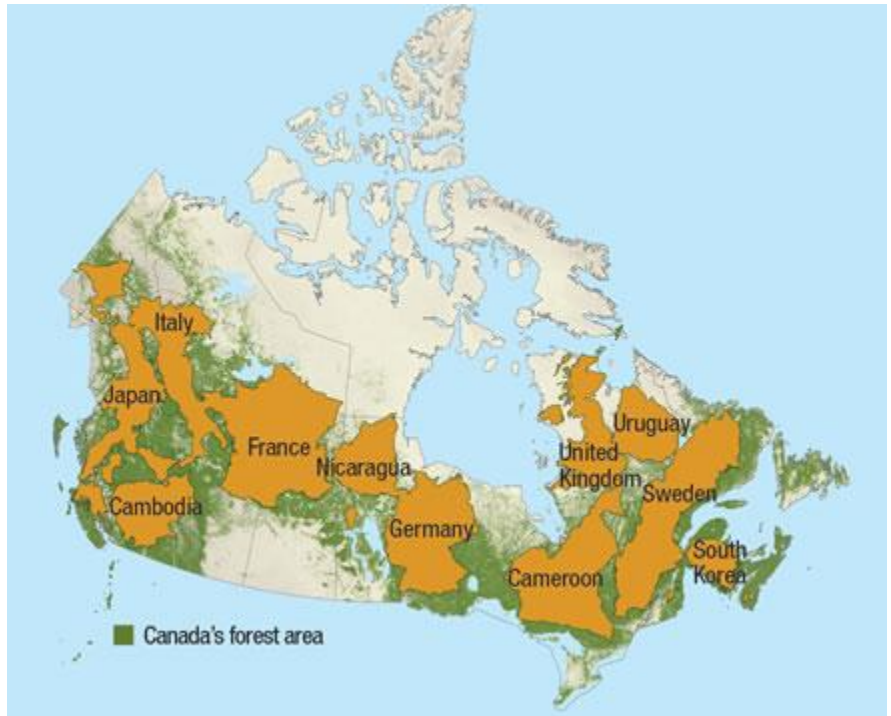 Italy
Japan
France
Nicaragua
Cambodia
Germany
Uruguay
United
Kingdom
Sweden
Cameroon
South
Korea
Canada's forest area